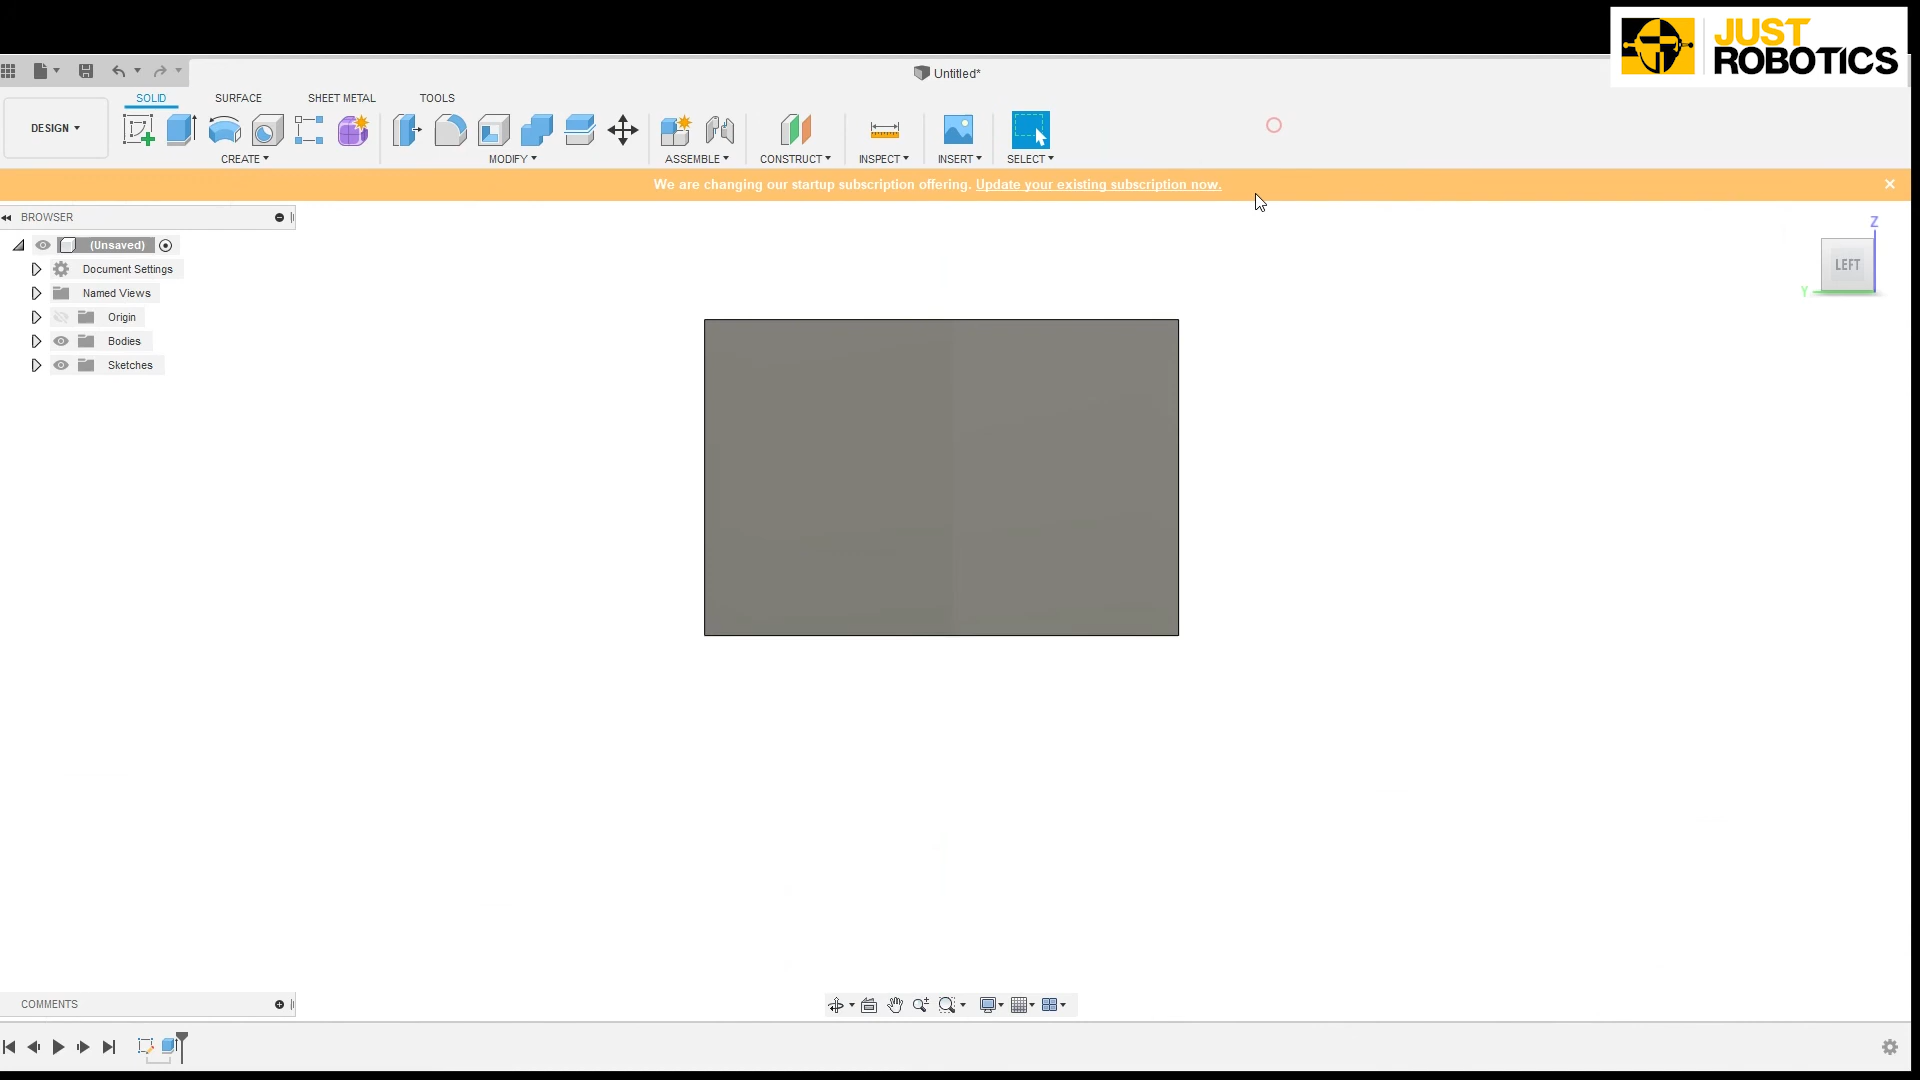 JUST
ROBOTICS
Untitled*
SOLID
SURFACE
SHEET METAL
TOOLS
DESIGN
CREATE
MODIFY
ASSEMBLE
CONSTRUCT
INSPECT
INSERT
SELECT
We are changing our startup subscription offering. Update your existing subscription now.
BROWSER
(Unsaved)
Document Settings
Named Views
Origin
Bodies
Sketches
Z
LEFT
Y
COMMENTS